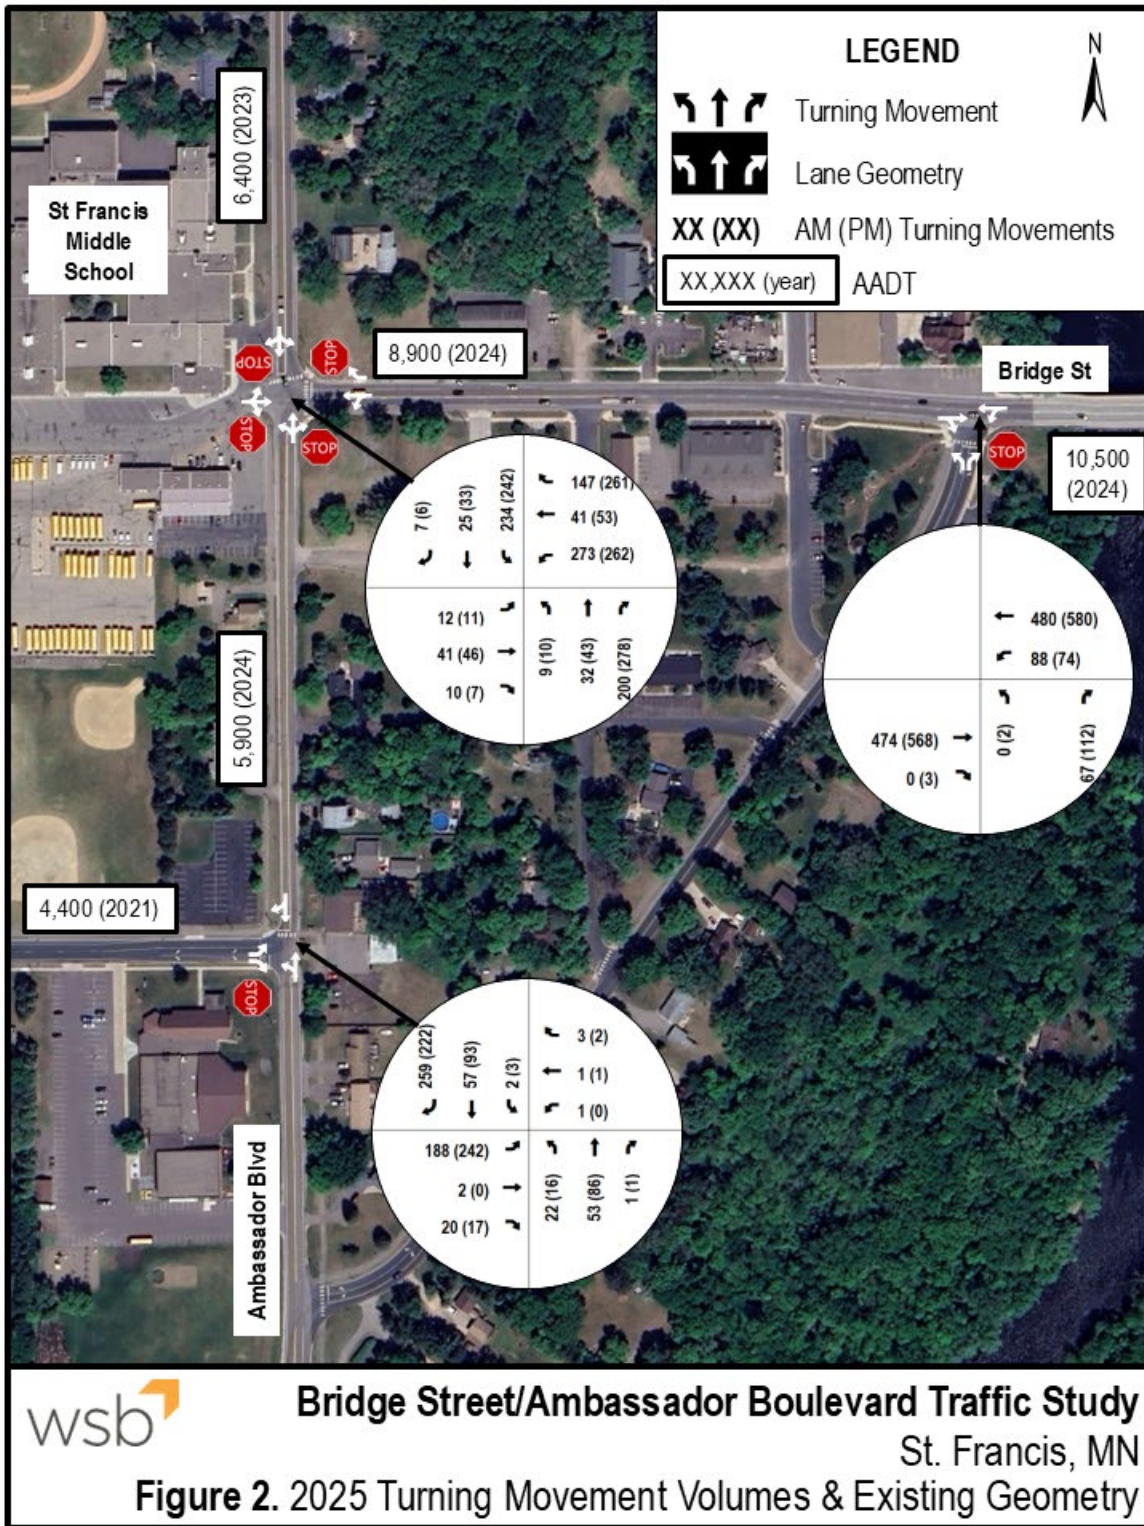 LEGEND
N
Turning Movement
Lane Geometry
XX (XX) AM (PM) Turning Movements
XX,XXX (year) AADT
6,400 (2023)
St Francis
Middle
School
STOP
STOP
8,900 (2024)
Bridge St
STOP
STOP
STOP
10,500
(2024)
7 (6)
25 (33)
234 (242)
147 (261)
41 (53)
273 (262)
12 (11)
41 (46)
10 (7)
9 (10)
32 (43)
200 (278)
480 (580)
88 (74)
474 (568)
0 (3)
0 (2)
67 (112)
5,900 (2024)
4,400 (2021)
STOP
259 (222)
57 (93)
2 (3)
3 (2)
1 (1)
1 (0)
188 (242)
2 (0)
20 (17)
22 (16)
53 (86)
1 (1)
Ambassador Blvd
wsb
Bridge Street/Ambassador Boulevard Traffic Study
St. Francis, MN
Figure 2. 2025 Turning Movement Volumes & Existing Geometry